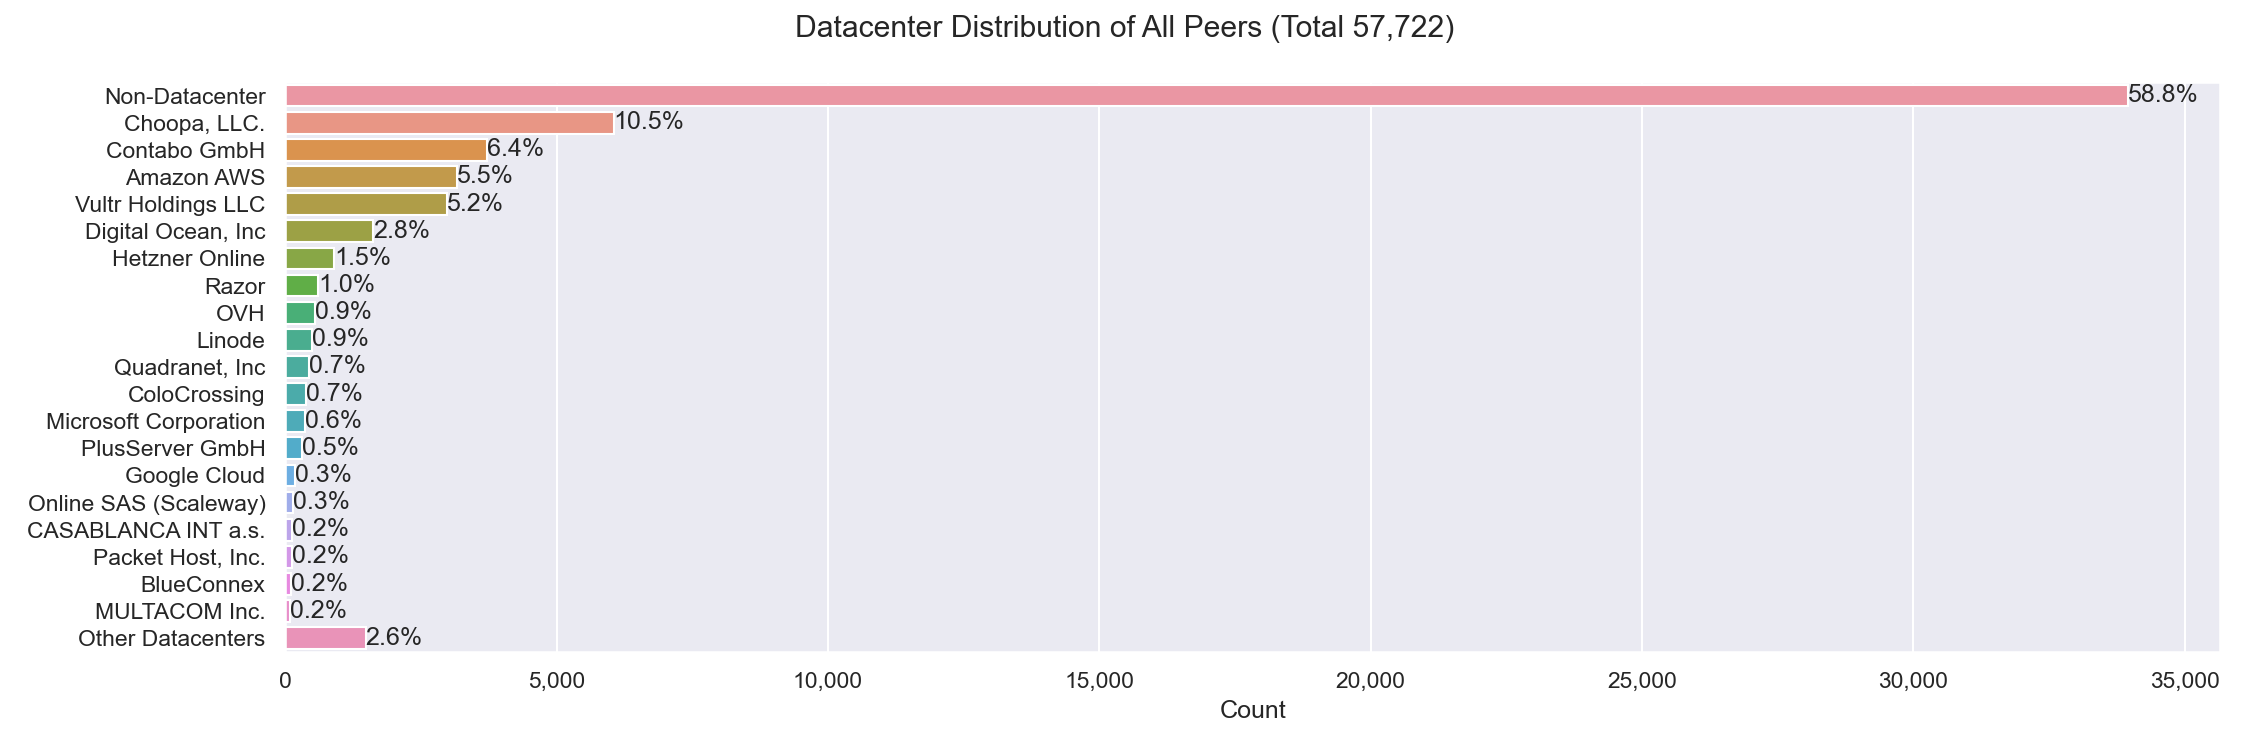 Datacenter Distribution of All Peers (Total 57,722)
Non-Datacenter 58.8%
Choopa, LLC. 10.5%
Contabo GmbH 6.4%
Amazon AWS 5.5%
Vultr Holdings LLC 5.2%
Digital Ocean, Inc 2.8%
Hetzner Online 1.5%
Razor 1.0%
OVH 0.9%
Linode 0.9%
Quadranet, Inc 0.7%
ColoCrossing 0.7%
Microsoft Corporation 0.6%
PlusServer GmbH 0.5%
Google Cloud 0.3%
Online SAS (Scaleway) 0.3%
CASABLANCA INT a.s. 0.2%
Packet Host, Inc. 0.2%
BlueConnex 0.2%
MULTACOM Inc. 0.2%
Other Datacenters 2.6%
0 5,000 10,000 15,000 20,000 25,000 30,000 35,000
Count